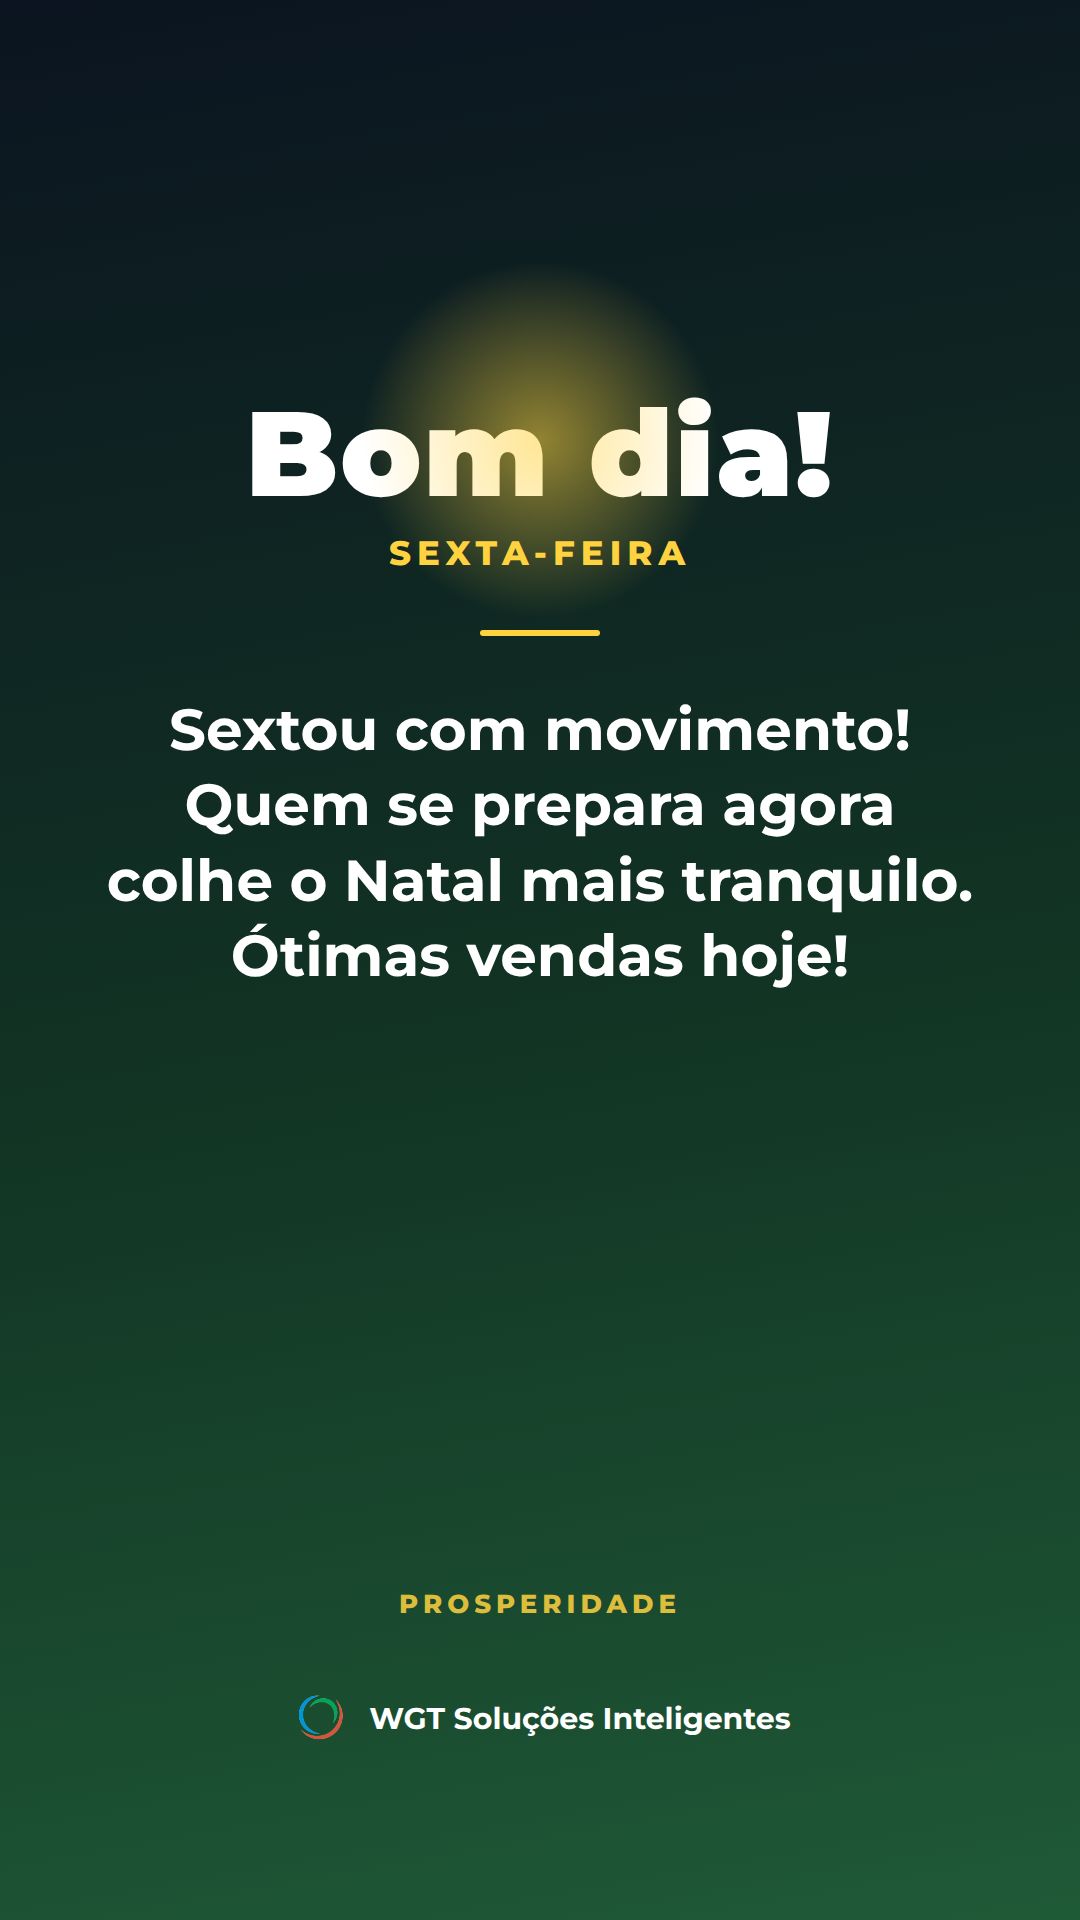 Bom dia!
SEXTA-FEIRA
Sextou com movimento!
Quem se prepara agora
colhe o Natal mais tranquilo.
Ótimas vendas hoje!
PROSPERIDADE
WGT Soluções Inteligentes